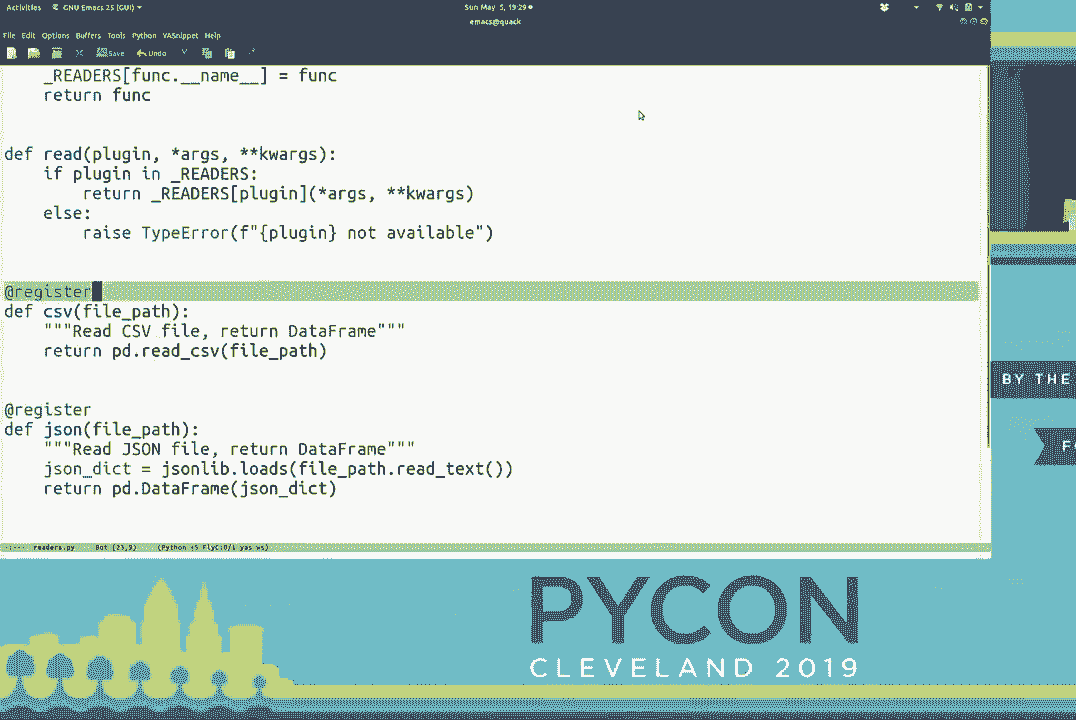 Activities GNU Emacs 25 (GUI) Sun May 5, 19:29
emacs@quack
File Edit Options Buffers Tools Python YASnippet Help
Save Undo
_READERS[func.__name__] = func
return func
def read(plugin, *args, **kwargs):
if plugin in _READERS:
return _READERS[plugin](*args, **kwargs)
else:
raise TypeError(f"{plugin} not available")
@register
def csv(file_path):
"""Read CSV file, return DataFrame"""
return pd.read_csv(file_path)
@register
def json(file_path):
"""Read JSON file, return DataFrame"""
json_dict = jsonlib.loads(file_path.read_text())
return pd.DataFrame(json_dict)
-:--- readers.py Bot (23,9) (Python +S FlyC:0/1 yas ws)
BY THE
PYCON
CLEVELAND 2019